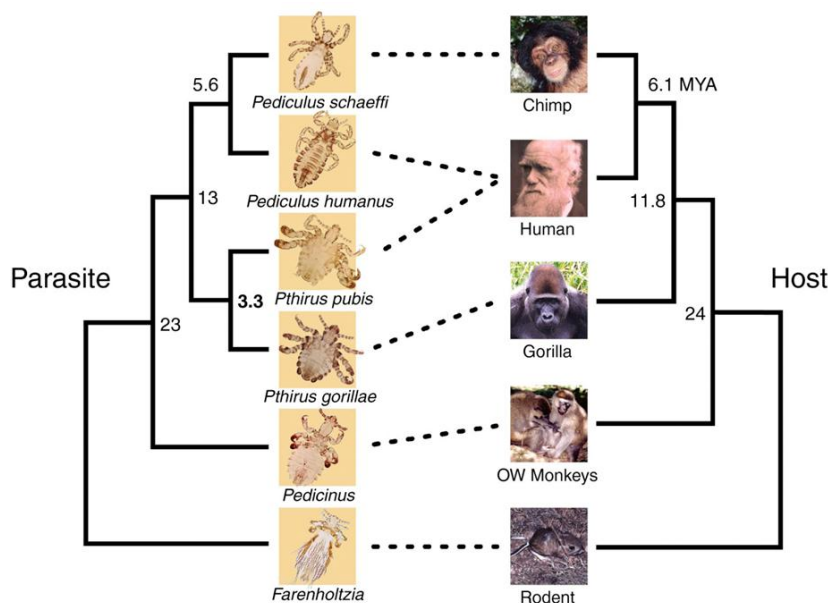 Parasite
Host
5.6
13
3.3
23
Pediculus schaeffi
Pediculus humanus
Pthirus pubis
Pthirus gorillae
Pedicinus
Farenholtzia
Chimp
Human
Gorilla
OW Monkeys
Rodent
6.1 MYA
11.8
24